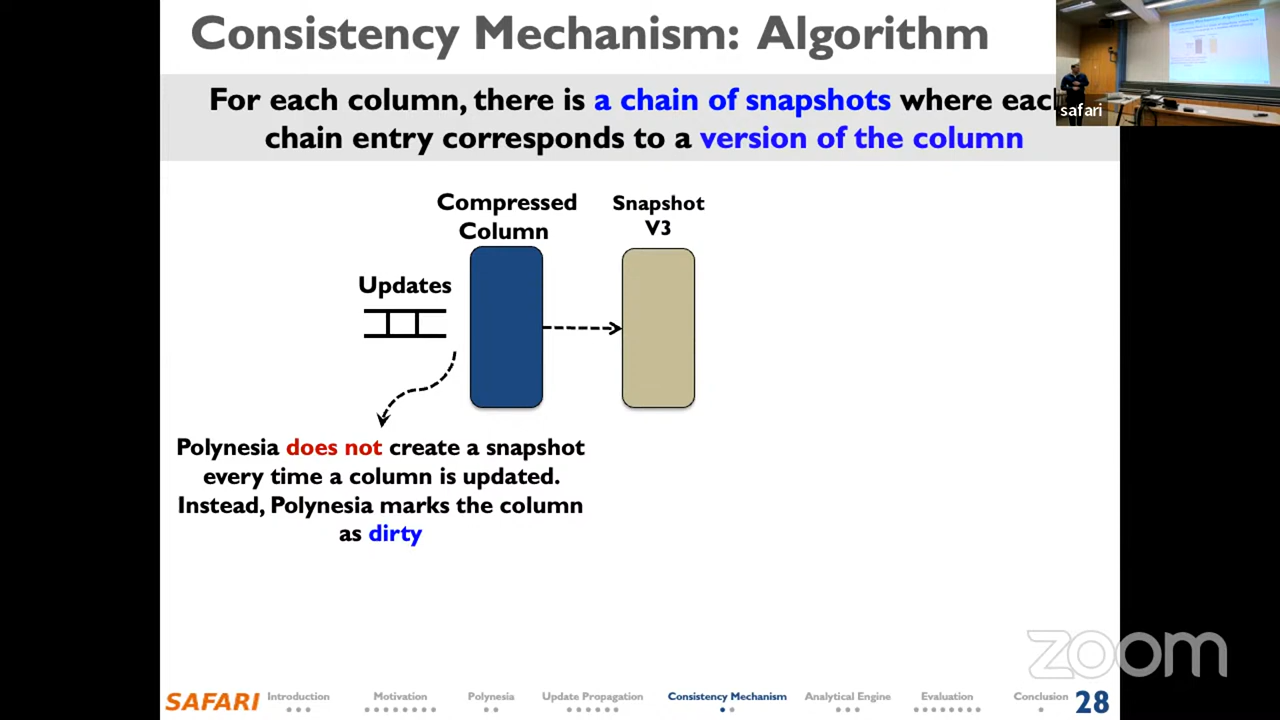 Consistency Mechanism: Algorithm
For each column, there is a chain of snapshots where each
chain entry corresponds to a version of the column
safari
Compressed
Column
Snapshot
V3
Updates
Polynesia does not create a snapshot
every time a column is updated.
Instead, Polynesia marks the column
as dirty
zoom
SAFARI
Introduction
Motivation
Polynesia
Update Propagation
Consistency Mechanism
Analytical Engine
Evaluation
Conclusion
28